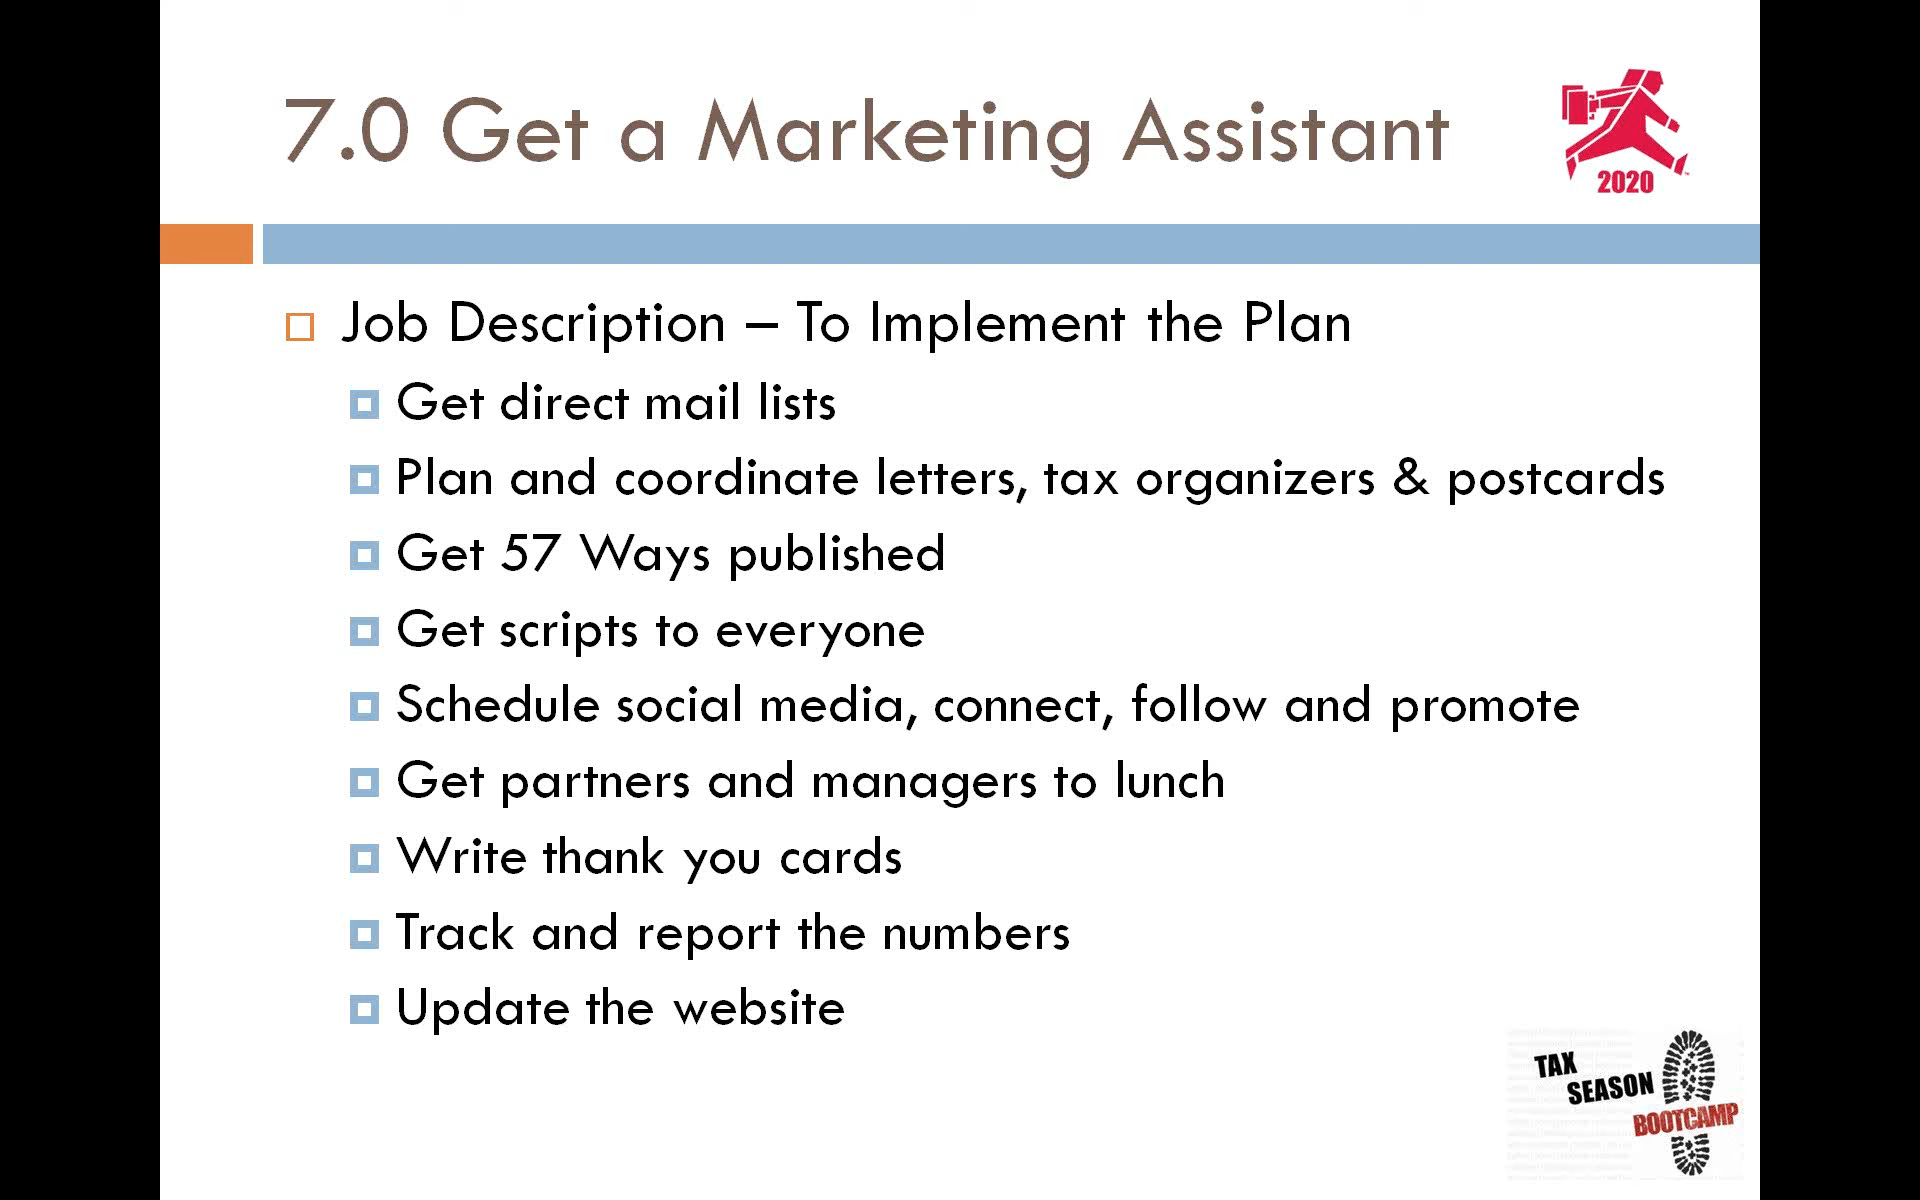 7.0 Get a Marketing Assistant
2020
Job Description – To Implement the Plan
Get direct mail lists
Plan and coordinate letters, tax organizers & postcards
Get 57 Ways published
Get scripts to everyone
Schedule social media, connect, follow and promote
Get partners and managers to lunch
Write thank you cards
Track and report the numbers
Update the website
TAX
SEASON
BOOTCAMP